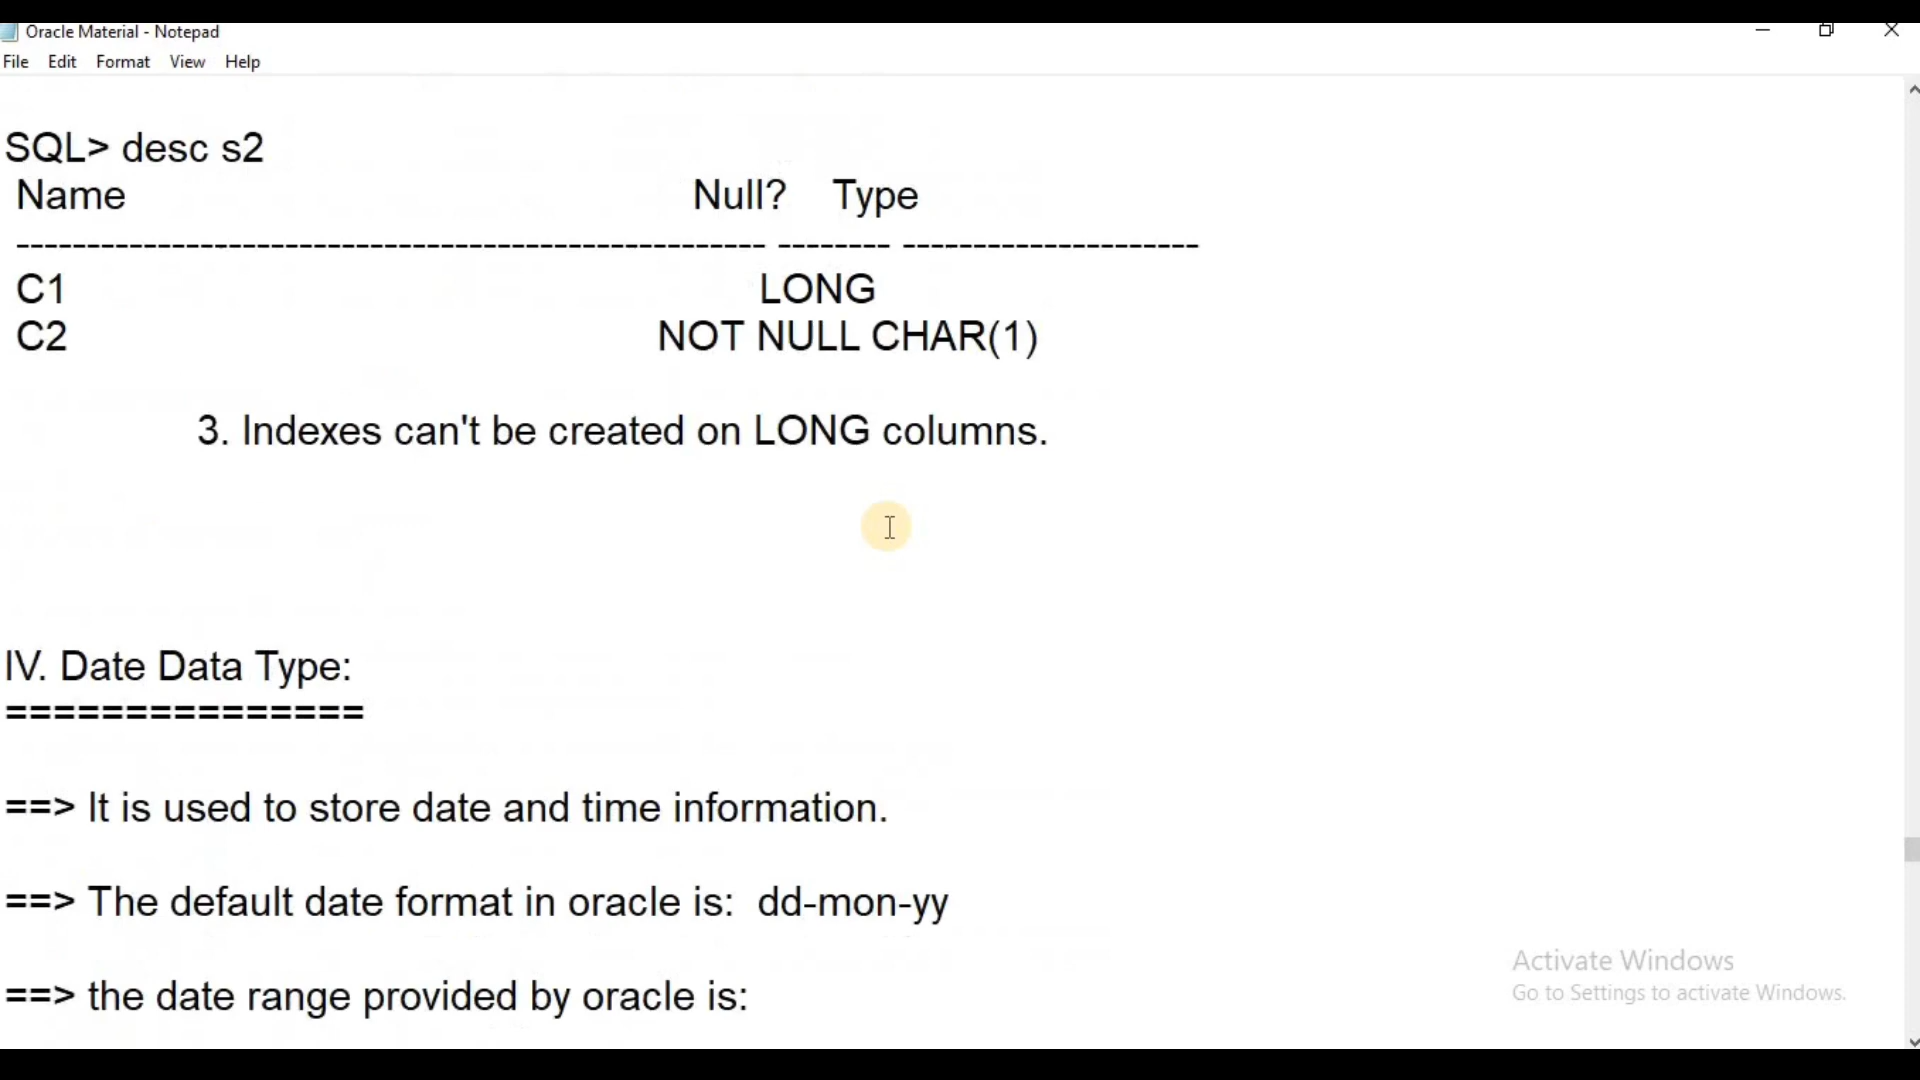 Oracle Material - Notepad
File Edit Format View Help
SQL> desc s2
Name Null? Type
----------------------------------------------------- -------- ---------------------
C1 LONG
C2 NOT NULL CHAR(1)
3. Indexes can't be created on LONG columns.
IV. Date Data Type:
===============
==> It is used to store date and time information.
==> The default date format in oracle is: dd-mon-yy
==> the date range provided by oracle is:
Activate Windows
Go to Settings to activate Windows.